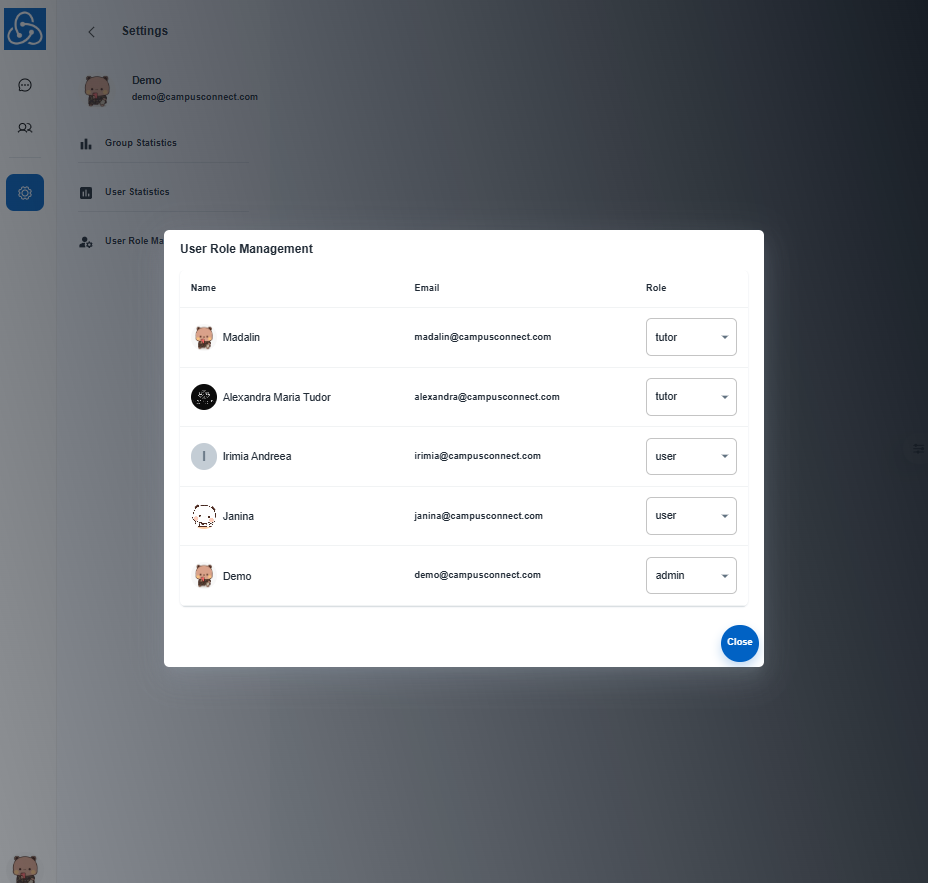 Settings
Demo
demo@campusconnect.com
Group Statistics
User Statistics
User Role Ma
User Role Management
Name Email Role
Madalin madalin@campusconnect.com tutor
Alexandra Maria Tudor alexandra@campusconnect.com tutor
I Irimia Andreea irimia@campusconnect.com user
Janina janina@campusconnect.com user
Demo demo@campusconnect.com admin
Close